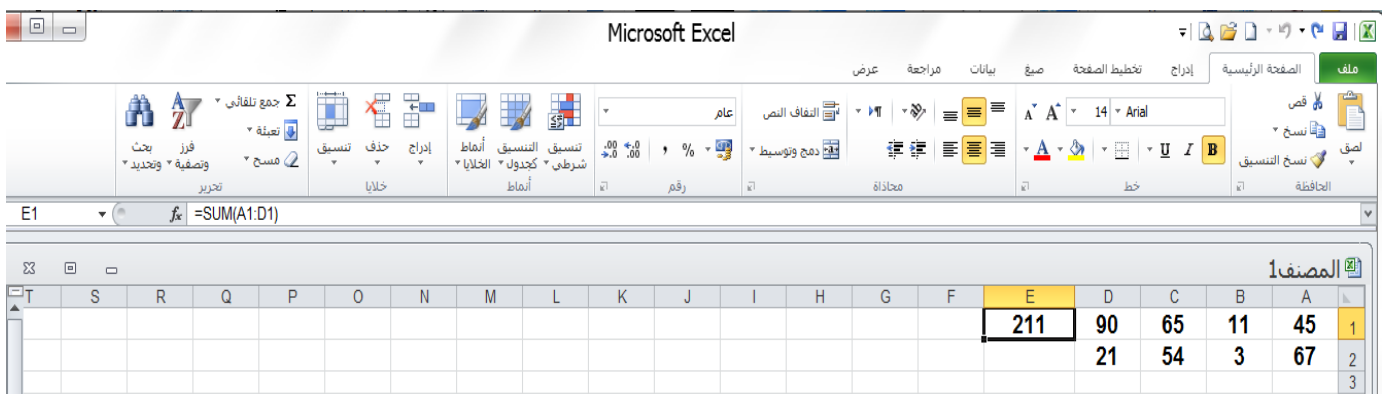 Microsoft Excel
ملف الصفحة الرئيسية إدراج تخطيط الصفحة صيغ بيانات مراجعة عرض
قص
نسخ
نسخ التنسيق
لصق
الحافظة
Arial 14
B I U
خط
التفاف النص
دمج وتوسيط
محاذاة
عام
%
رقم
تنسيق شرطي
التنسيق كجدول
أنماط الخلايا
أنماط
إدراج
حذف
تنسيق
خلايا
Σ جمع تلقائي
تعبئة
مسح
فرز وتصفية
بحث وتحديد
تحرير
E1 fx =SUM(A1:D1)
المصنف1
A B C D E F G H I J K L M N O P Q R S T
1 45 11 65 90 211
2 67 3 54 21
3